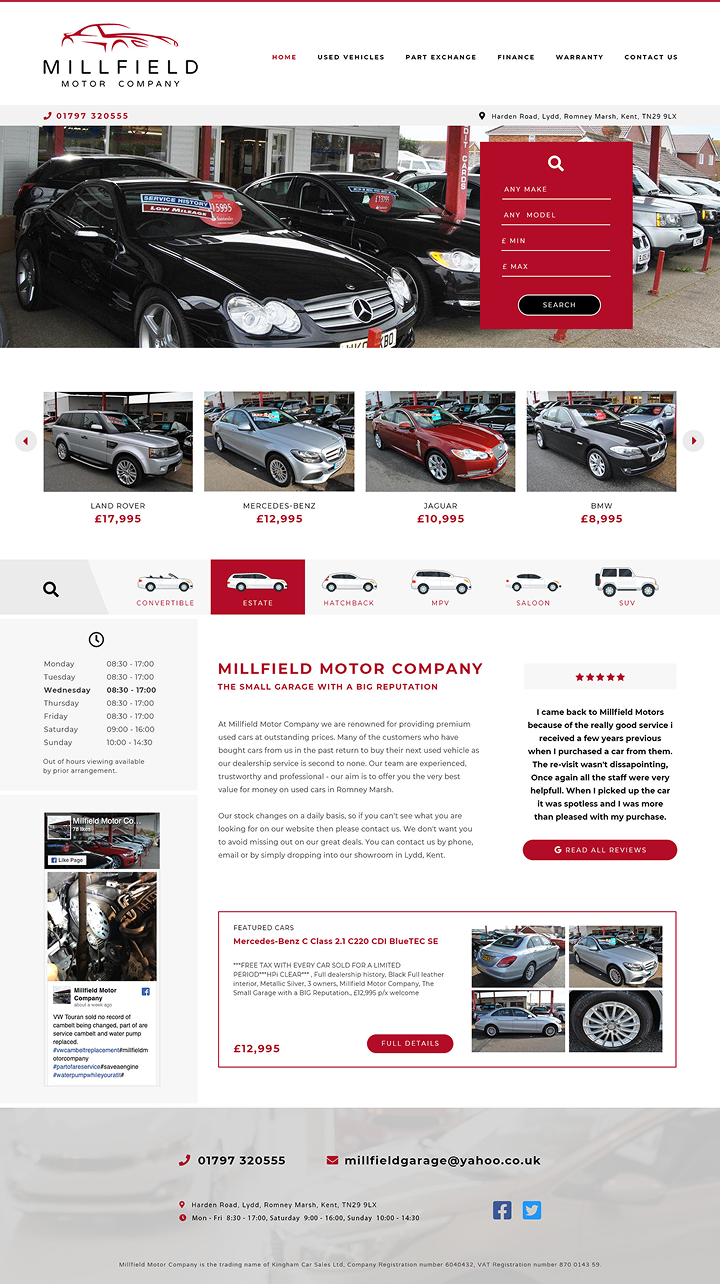 MILLFIELD
MOTOR COMPANY
HOME USED VEHICLES PART EXCHANGE FINANCE WARRANTY CONTACT US
01797 320555
Harden Road, Lydd, Romney Marsh, Kent, TN29 9LX
SERVICE HISTORY
Low Mileage
ANY MAKE
ANY MODEL
£ MIN
£ MAX
SEARCH
LAND ROVER
£17,995
MERCEDES-BENZ
£12,995
JAGUAR
£10,995
BMW
£8,995
CONVERTIBLE
ESTATE
HATCHBACK
MPV
SALOON
SUV
Monday 08:30 - 17:00
Tuesday 08:30 - 17:00
Wednesday 08:30 - 17:00
Thursday 08:30 - 17:00
Friday 08:30 - 17:00
Saturday 09:00 - 16:00
Sunday 10:00 - 14:30
Out of hours viewing available
by prior arrangement.
Millfield Motor Co...
78 likes
Like Page
Millfield Motor
Company
about a week ago
VW Touran sold no record of
cambelt being changed, part of are
service cambelt and water pump
replaced.
#vwcambeltreplacement#millfieldm
otorcompany
#partofareservice#saveaengine
#waterpumpwhileyouratit#
MILLFIELD MOTOR COMPANY
THE SMALL GARAGE WITH A BIG REPUTATION
At Millfield Motor Company we are renowned for providing premium
used cars at outstanding prices. Many of the customers who have
bought cars from us in the past return to buy their next used vehicle as
our dealership service is second to none. Our team are experienced,
trustworthy and professional - our aim is to offer you the very best
value for money on used cars in Romney Marsh.
Our stock changes on a daily basis, so if you can't see what you are
looking for on our website then please contact us. We don't want you
to avoid missing out on our great deals. You can contact us by phone,
email or by simply dropping into our showroom in Lydd, Kent.
I came back to Millfield Motors
because of the really good service i
received a few years previous
when I purchased a car from them.
The re-visit wasn't dissapointing,
Once again all the staff were very
helpfull. When I picked up the car
it was spotless and I was more
than pleased with my purchase.
G READ ALL REVIEWS
FEATURED CARS
Mercedes-Benz C Class 2.1 C220 CDI BlueTEC SE
***FREE TAX WITH EVERY CAR SOLD FOR A LIMITED
PERIOD***HPi CLEAR*** , Full dealership history, Black Full leather
interior, Metallic Silver, 3 owners, Millfield Motor Company, The
Small Garage with a BIG Reputation., £12,995 p/x welcome
£12,995
FULL DETAILS
01797 320555
millfieldgarage@yahoo.co.uk
Harden Road, Lydd, Romney Marsh, Kent, TN29 9LX
Mon - Fri 8:30 - 17:00, Saturday 9:00 - 16:00, Sunday 10:00 - 14:30
Millfield Motor Company is the trading name of Kingham Car Sales Ltd, Company Registration number 6040432, VAT Registration number 870 0143 59.